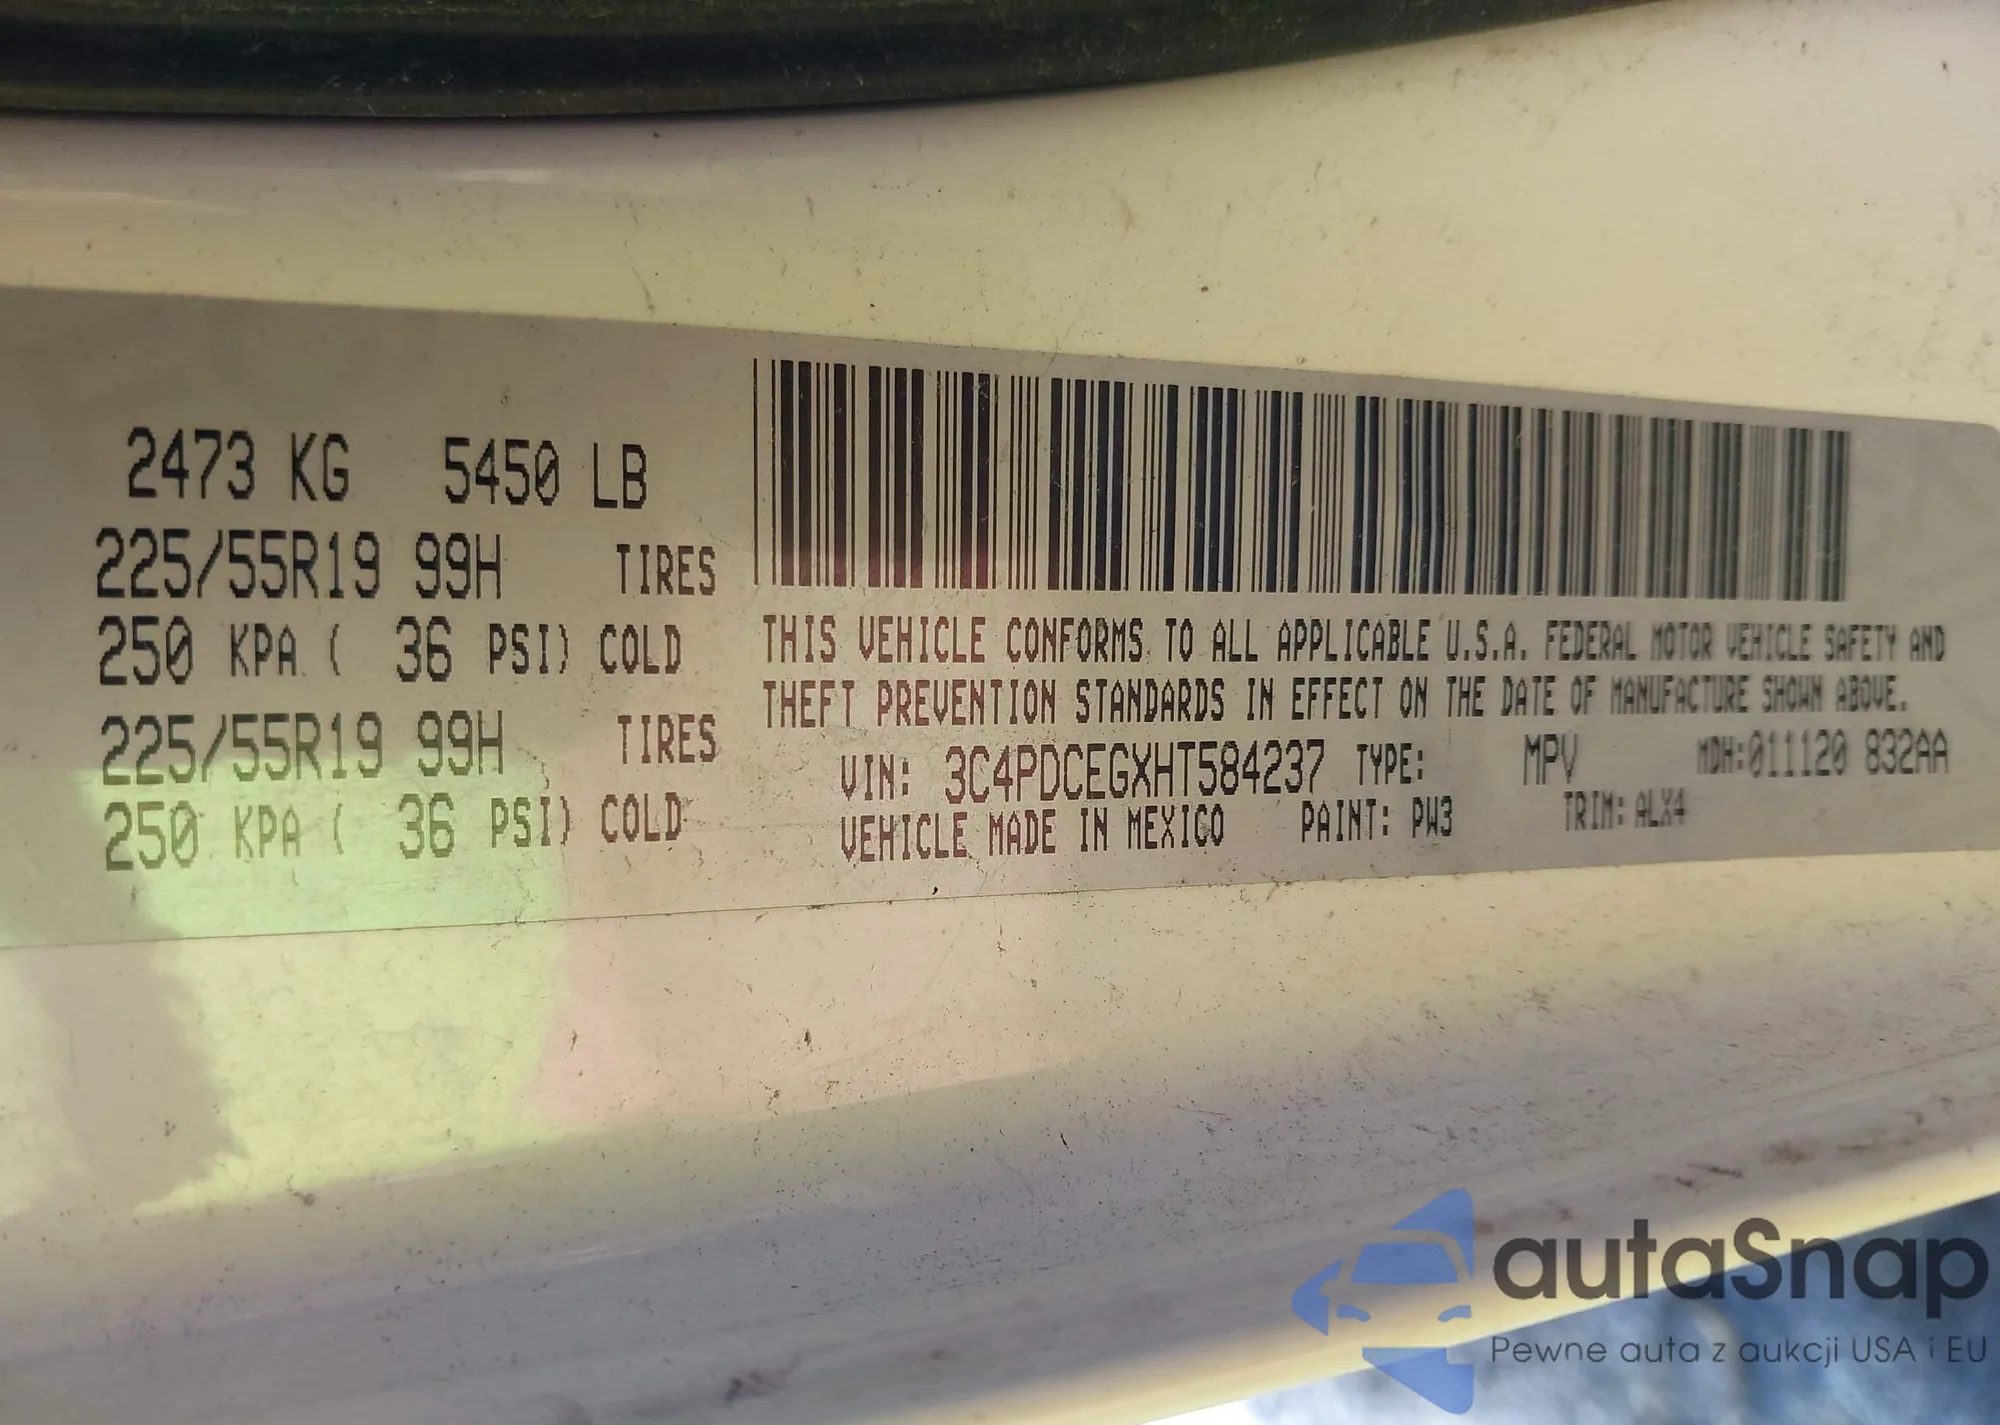 2473 KG 5450 LB
225/55R19 99H TIRES
250 KPA ( 36 PSI) COLD
225/55R19 99H TIRES
250 KPA ( 36 PSI) COLD
THIS VEHICLE CONFORMS TO ALL APPLICABLE U.S.A. FEDERAL MOTOR VEHICLE SAFETY AND
THEFT PREVENTION STANDARDS IN EFFECT ON THE DATE OF MANUFACTURE SHOWN ABOVE.
VIN: 3C4PDCEGXHT584237 TYPE: MPV MDH:011120 832AA
VEHICLE MADE IN MEXICO PAINT: PW3 TRIM: ALX4
autaSnap
Pewne auta z aukcji USA i EU